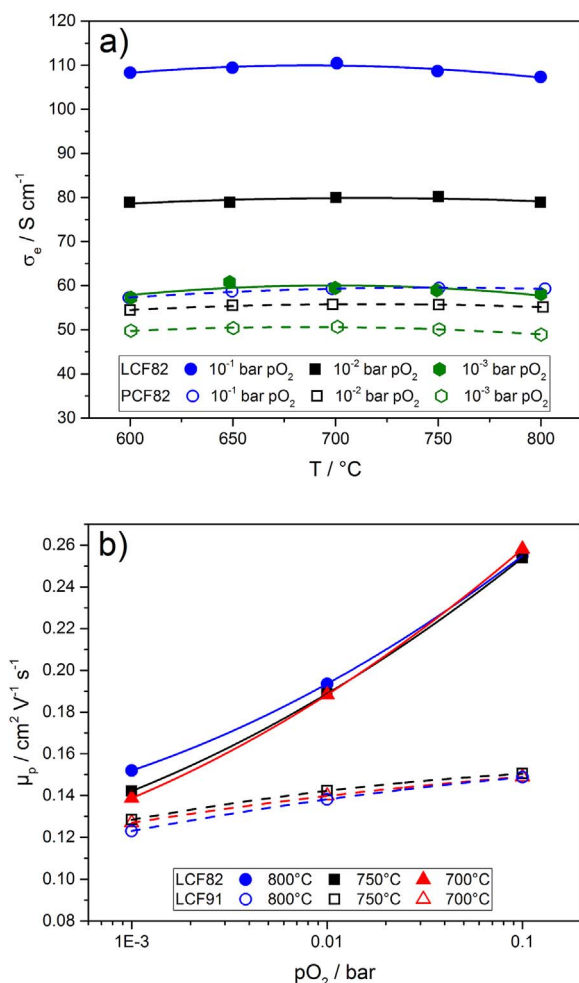 a)
110
100
90
80
70
60
50
40
30
σₑ / S cm⁻¹
LCF82 10⁻¹ bar pO₂ 10⁻² bar pO₂ 10⁻³ bar pO₂
PCF82 10⁻¹ bar pO₂ 10⁻² bar pO₂ 10⁻³ bar pO₂
600 650 700 750 800
T / °C
b)
0.26
0.24
0.22
0.20
0.18
0.16
0.14
0.12
0.10
0.08
μₚ / cm² V⁻¹ s⁻¹
LCF82 800°C 750°C 700°C
LCF91 800°C 750°C 700°C
1E-3 0.01 0.1
pO₂ / bar